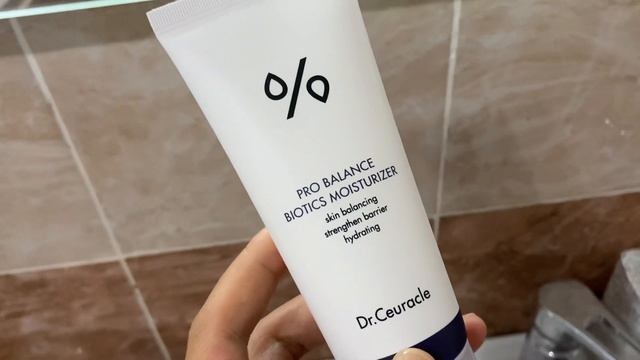 PRO BALANCE
BIOTICS MOISTURIZER
skin balancing
strengthen barrier
hydrating
Dr.Ceuracle